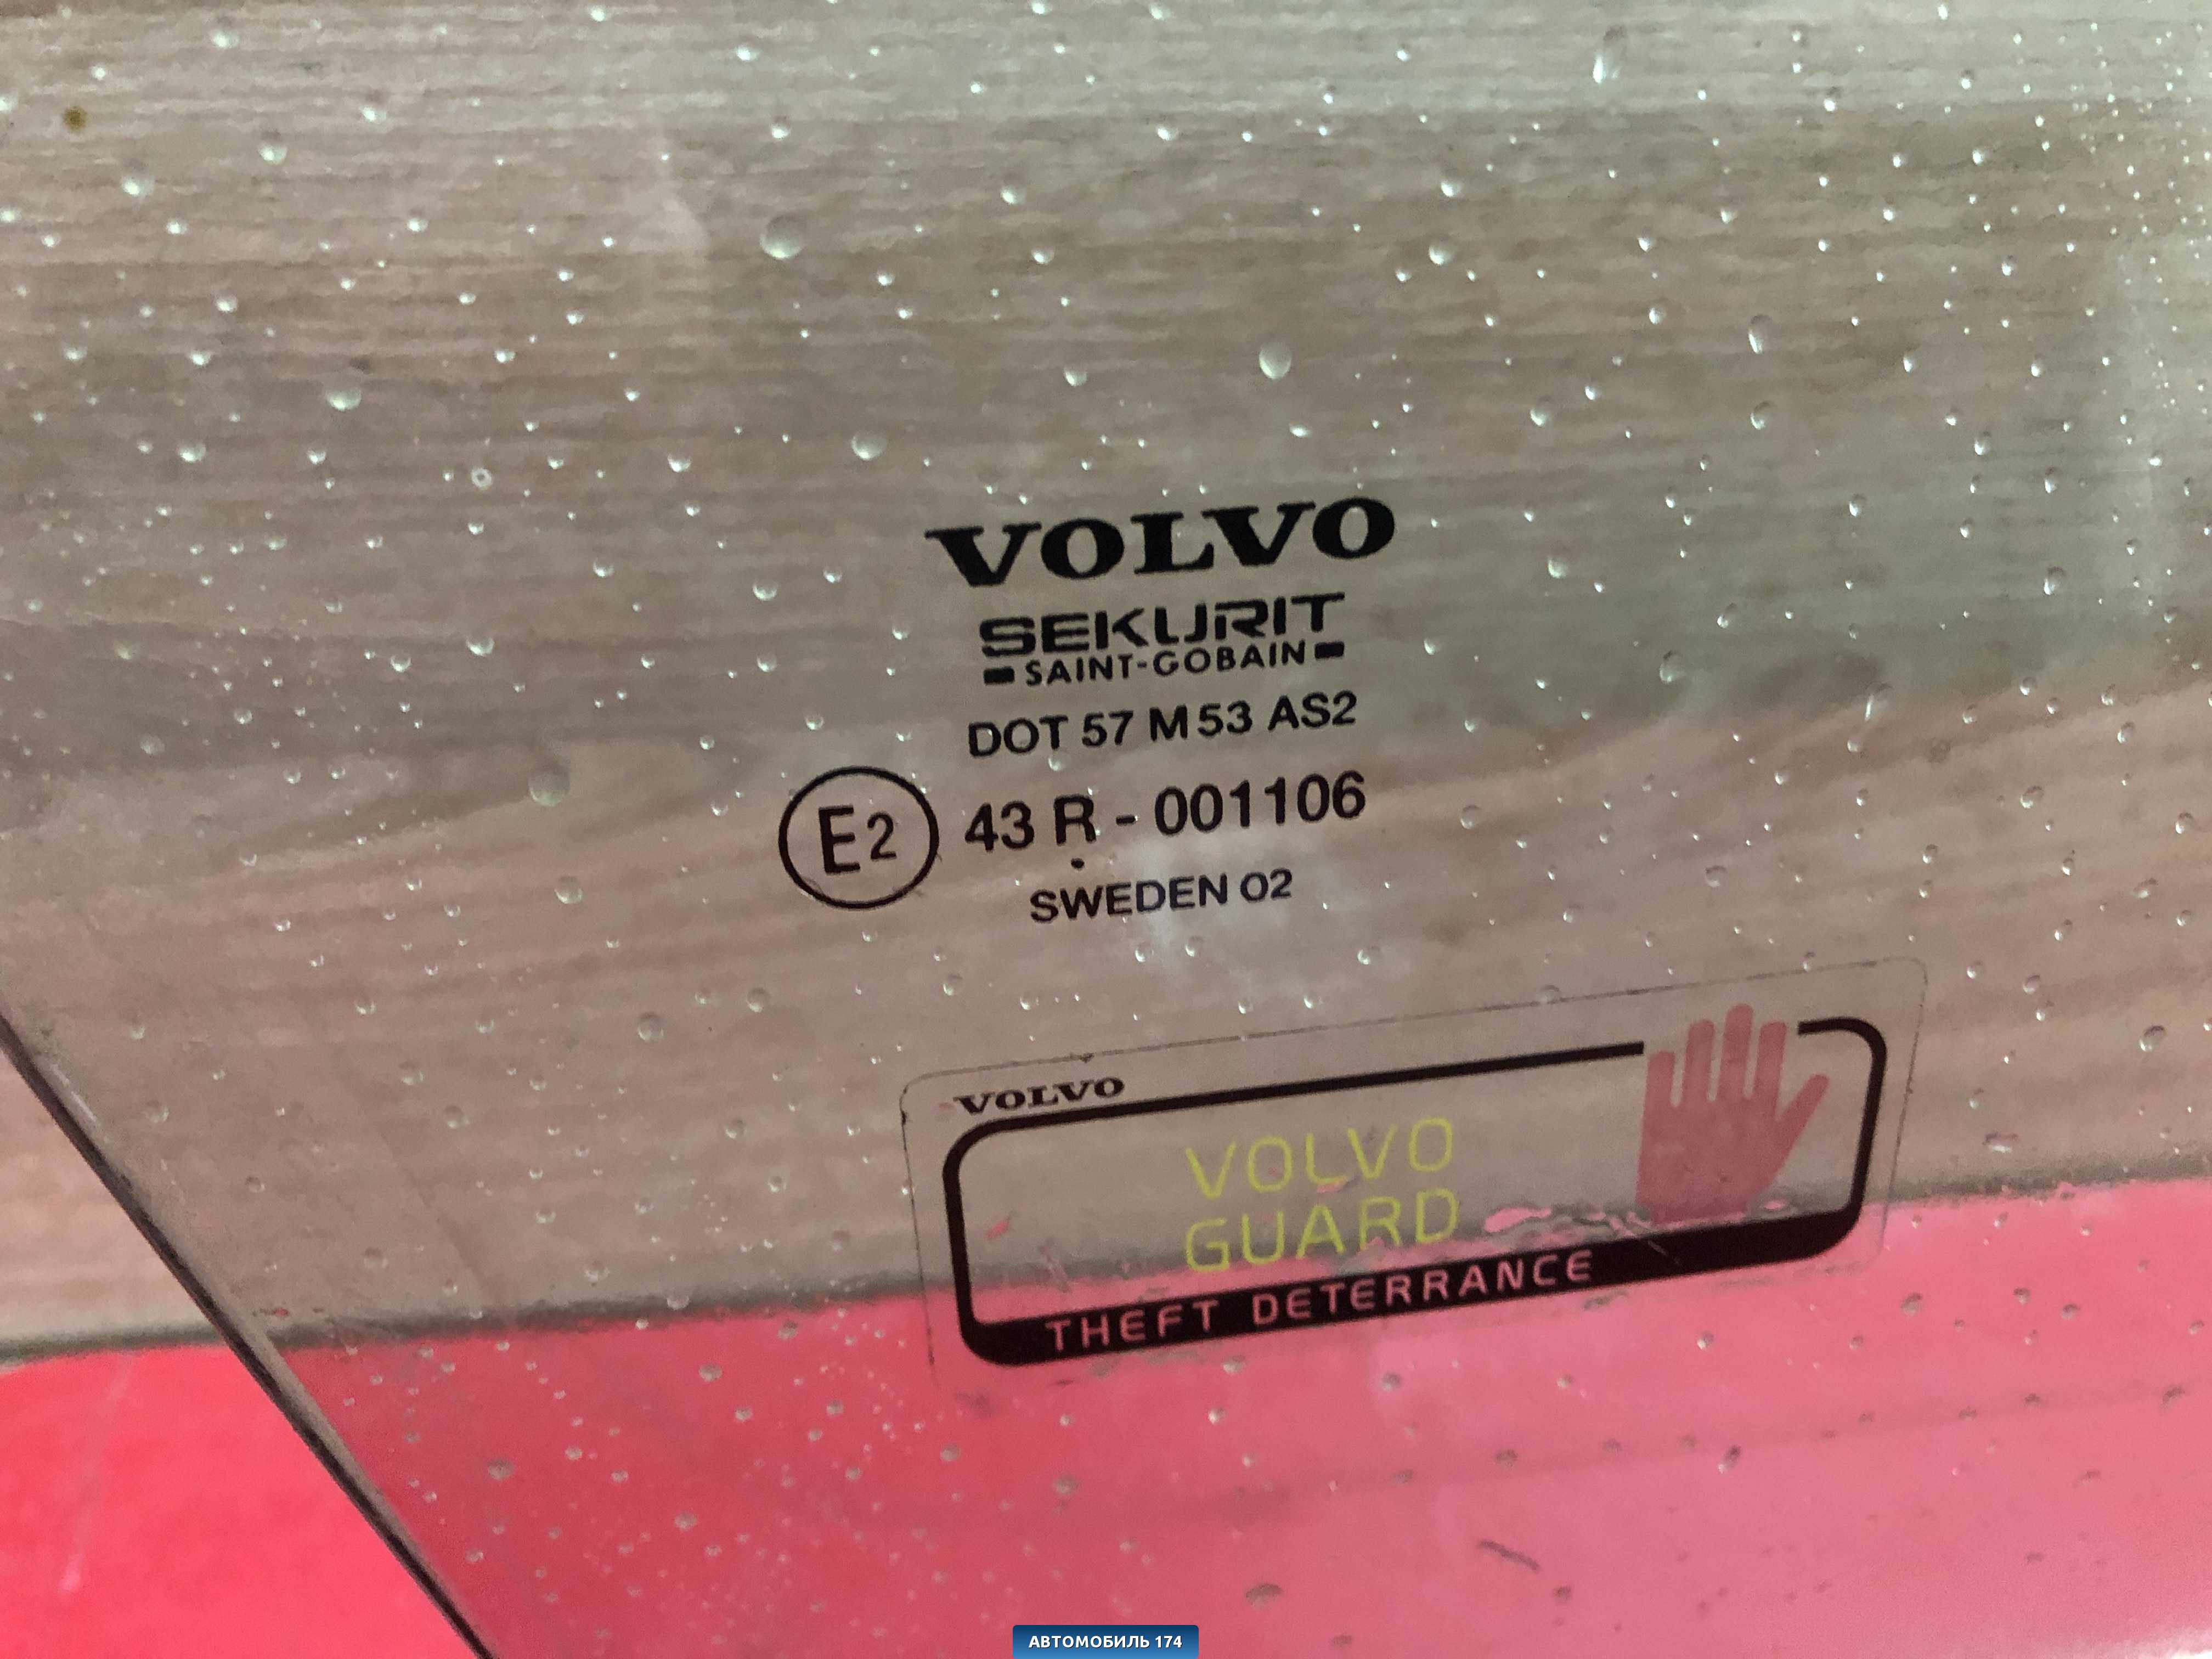 VOLVO
SEKURIT
SAINT-GOBAIN
DOT 57 M 53 AS2
E2 43 R - 001106
SWEDEN 02
VOLVO
VOLVO
GUARD
THEFT DETERRANCE
АВТОМОБИЛЬ 174